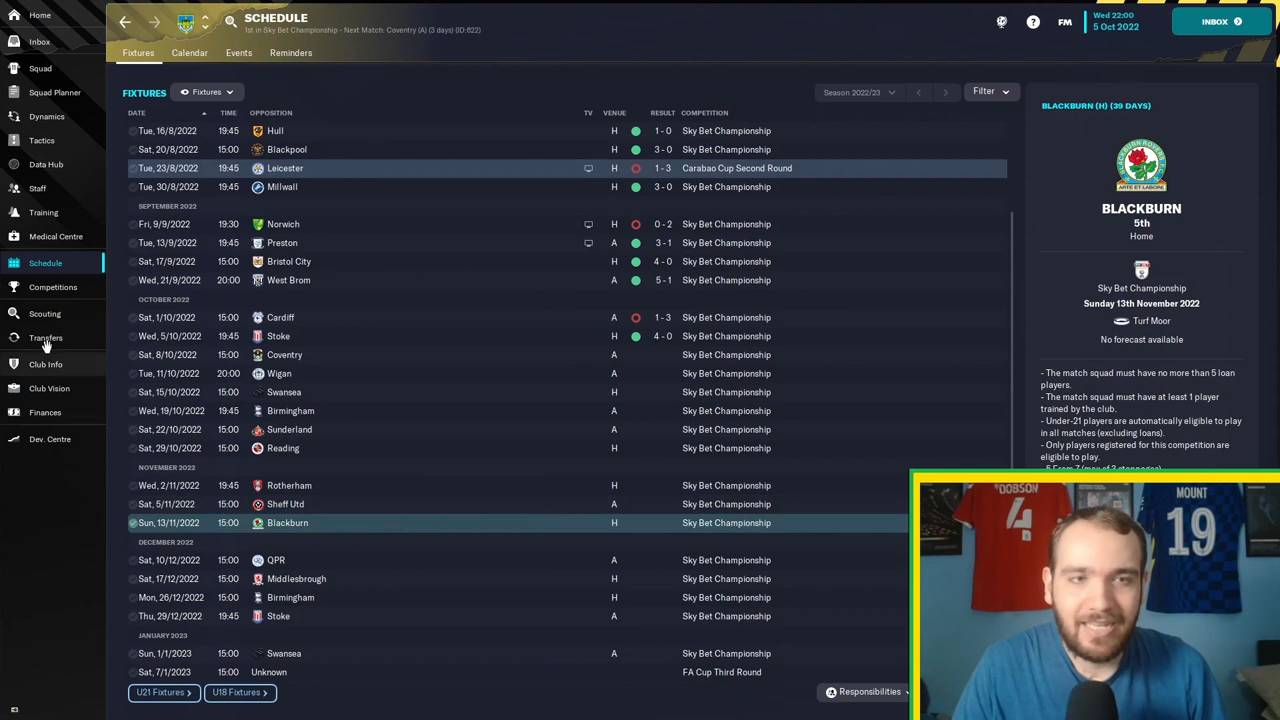 Home
Inbox
Squad
Squad Planner
Dynamics
Tactics
Data Hub
Staff
Training
Medical Centre
Schedule
Competitions
Scouting
Transfers
Club Info
Club Vision
Finances
Dev. Centre
SCHEDULE
1st in Sky Bet Championship - Next Match: Coventry (A) (3 days) (ID:622)
FM
Wed 22:00
5 Oct 2022
INBOX
Fixtures Calendar Events Reminders
FIXTURES Fixtures Season 2022/23 Filter
DATE TIME OPPOSITION TV VENUE RESULT COMPETITION
Tue, 16/8/2022 19:45 Hull H 1 - 0 Sky Bet Championship
Sat, 20/8/2022 15:00 Blackpool H 3 - 0 Sky Bet Championship
Tue, 23/8/2022 19:45 Leicester H 1 - 3 Carabao Cup Second Round
Tue, 30/8/2022 19:45 Millwall H 3 - 0 Sky Bet Championship
SEPTEMBER 2022
Fri, 9/9/2022 19:30 Norwich H 0 - 2 Sky Bet Championship
Tue, 13/9/2022 19:45 Preston A 3 - 1 Sky Bet Championship
Sat, 17/9/2022 15:00 Bristol City H 4 - 0 Sky Bet Championship
Wed, 21/9/2022 20:00 West Brom A 5 - 1 Sky Bet Championship
OCTOBER 2022
Sat, 1/10/2022 15:00 Cardiff A 1 - 3 Sky Bet Championship
Wed, 5/10/2022 19:45 Stoke H 4 - 0 Sky Bet Championship
Sat, 8/10/2022 15:00 Coventry A Sky Bet Championship
Tue, 11/10/2022 20:00 Wigan A Sky Bet Championship
Sat, 15/10/2022 15:00 Swansea H Sky Bet Championship
Wed, 19/10/2022 19:45 Birmingham A Sky Bet Championship
Sat, 22/10/2022 15:00 Sunderland A Sky Bet Championship
Sat, 29/10/2022 15:00 Reading H Sky Bet Championship
NOVEMBER 2022
Wed, 2/11/2022 19:45 Rotherham H Sky Bet Championship
Sat, 5/11/2022 15:00 Sheff Utd A Sky Bet Championship
Sun, 13/11/2022 15:00 Blackburn H Sky Bet Championship
DECEMBER 2022
Sat, 10/12/2022 15:00 QPR A Sky Bet Championship
Sat, 17/12/2022 15:00 Middlesbrough H Sky Bet Championship
Mon, 26/12/2022 15:00 Birmingham H Sky Bet Championship
Thu, 29/12/2022 19:45 Stoke A Sky Bet Championship
JANUARY 2023
Sun, 1/1/2023 15:00 Swansea A Sky Bet Championship
Sat, 7/1/2023 15:00 Unknown FA Cup Third Round
U21 Fixtures U18 Fixtures Responsibilities
BLACKBURN (H) (39 DAYS)
BLACKBURN ROVERS F.C.
ARTE ET LABORE
BLACKBURN
5th
Home
Sky Bet Championship
Sunday 13th November 2022
Turf Moor
No forecast available
- The match squad must have no more than 5 loan
players.
- The match squad must have at least 1 player
trained by the club.
- Under-21 players are automatically eligible to play
in all matches (excluding loans).
- Only players registered for this competition are
eligible to play.
- 5 From 7 (max of 3 stoppages)
DOBSON
4
MOUNT
19